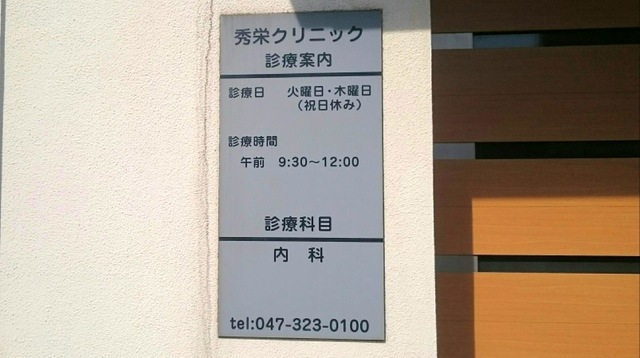 秀栄クリニック
診療案内
診療日 火曜日・木曜日
（祝日休み）
診療時間
午前 9:30〜12:00
診療科目
内 科
tel:047-323-0100